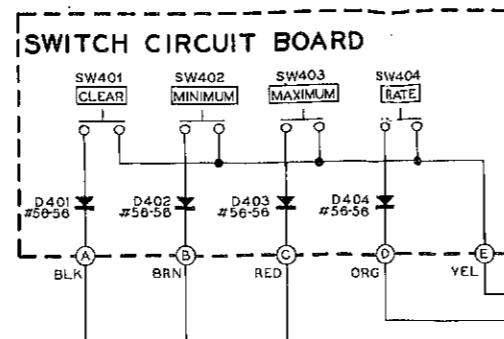 SWITCH CIRCUIT BOARD
SW401 SW402 SW403 SW404
CLEAR MINIMUM MAXIMUM RATE
D401 D402 D403 D404
#56-56 #56-56 #56-56 #56-56
A B C D E
BLK BRN RED ORG YEL